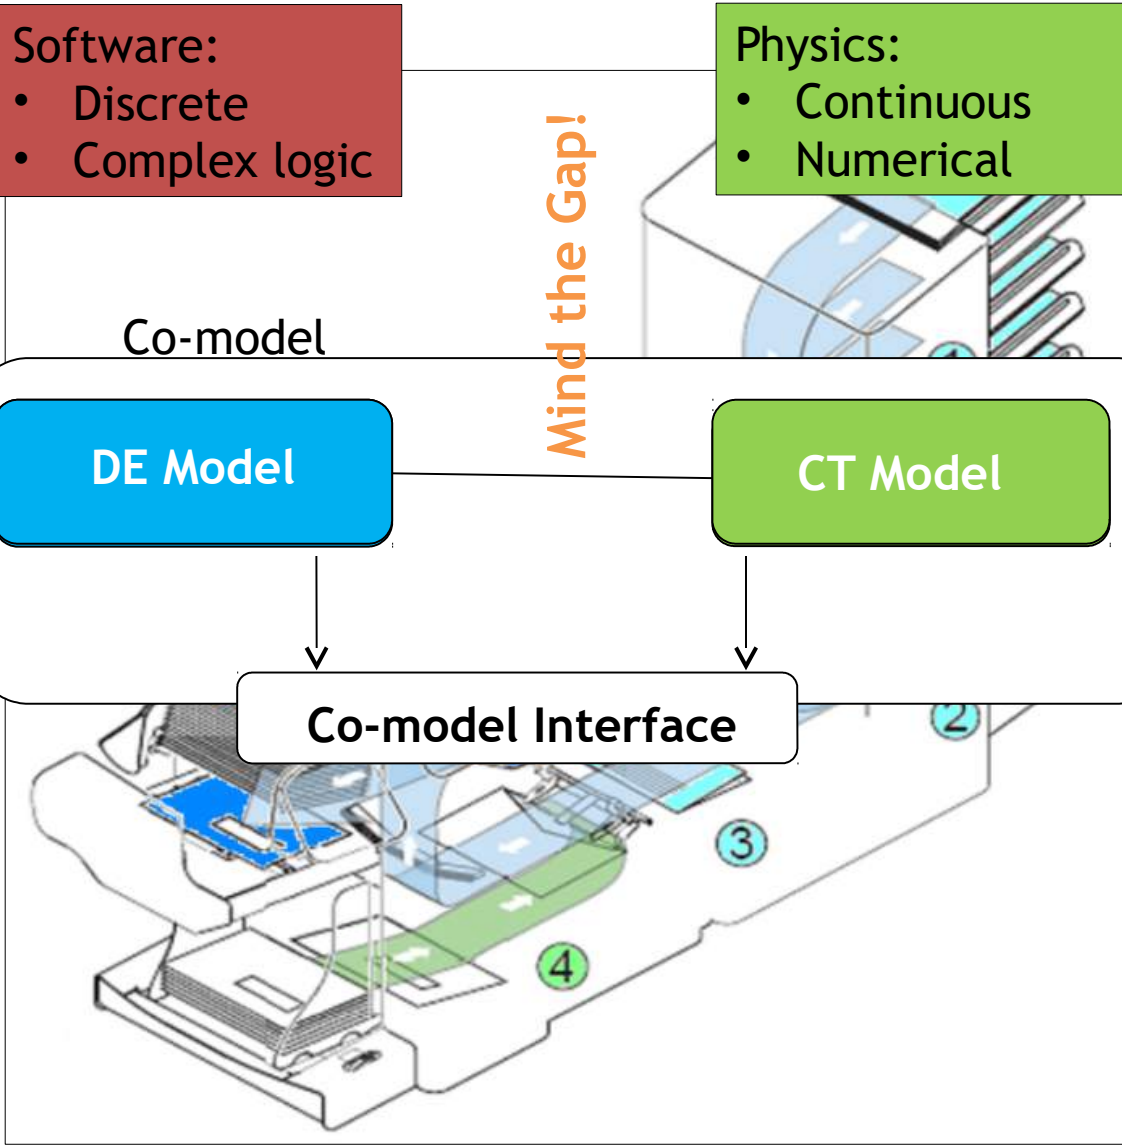 Software:
• Discrete
• Complex logic
Physics:
• Continuous
• Numerical
Mind the Gap!
Co-model
DE Model
CT Model
Co-model Interface
1
2
3
4